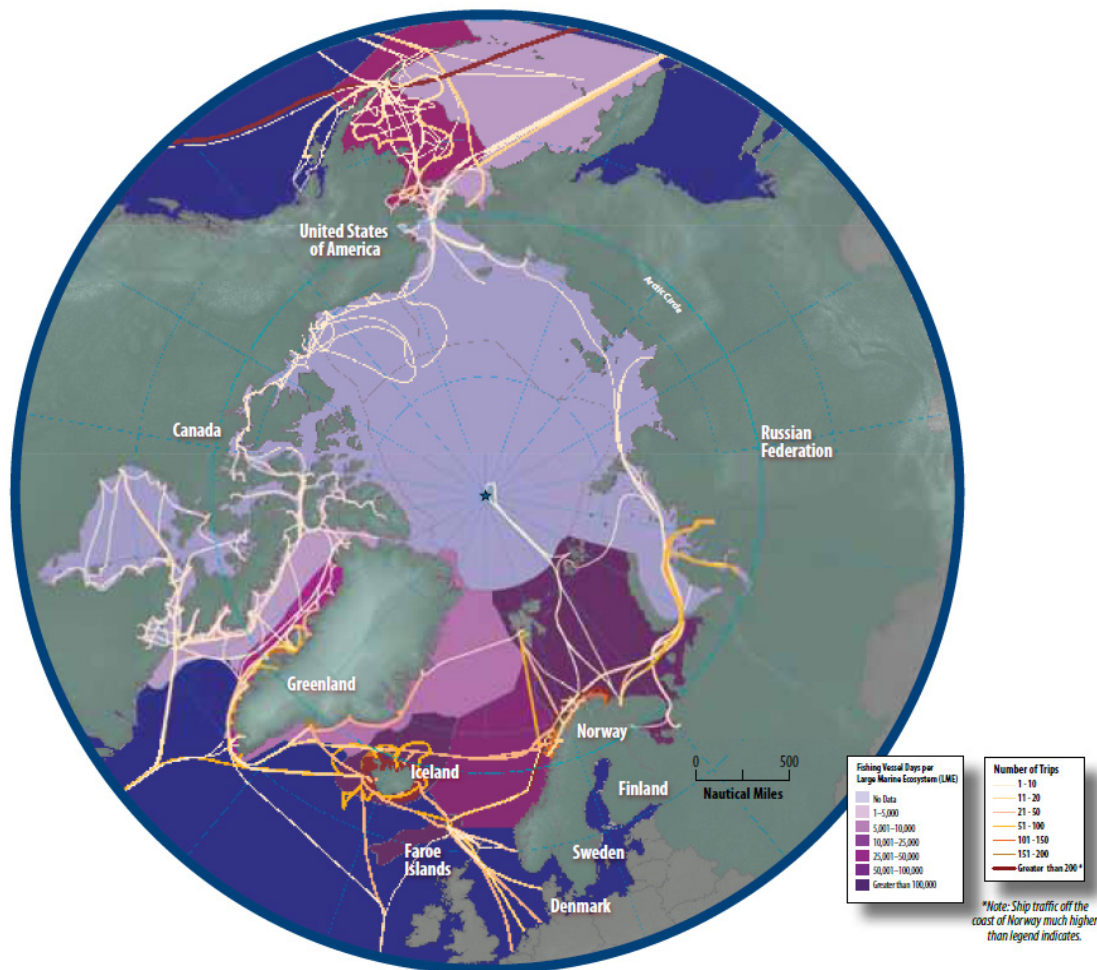 United States
of America
Arctic Circle
Canada
Russian
Federation
Greenland
Norway
Iceland
0 500
Nautical Miles
Finland
Faroe
Islands
Sweden
Denmark
Fishing Vessel Days per
Large Marine Ecosystem (LME)
No Data
1–5,000
5,001–10,000
10,001–25,000
25,001–50,000
50,001–100,000
Greater than 100,000
Number of Trips
1 - 10
11 - 20
21 - 50
51 - 100
101 - 150
151 - 200
Greater than 200 *
*Note: Ship traffic off the
coast of Norway much higher
than legend indicates.